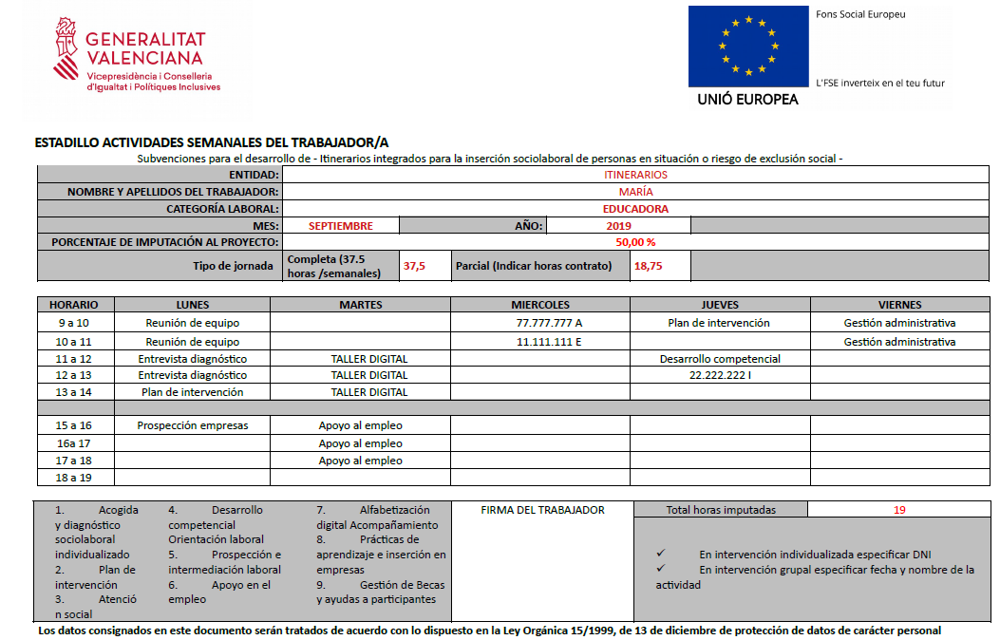 GENERALITAT
VALENCIANA
Vicepresidència i Conselleria
d'Igualtat i Polítiques Inclusives
Fons Social Europeu
L'FSE inverteix en el teu futur
UNIÓ EUROPEA
ESTADILLO ACTIVIDADES SEMANALES DEL TRABAJADOR/A
Subvenciones para el desarrollo de - Itinerarios integrados para la inserción sociolaboral de personas en situación o riesgo de exclusión social -
ENTIDAD: ITINERARIOS
NOMBRE Y APELLIDOS DEL TRABAJADOR: MARÍA
CATEGORÍA LABORAL: EDUCADORA
MES: SEPTIEMBRE AÑO: 2019
PORCENTAJE DE IMPUTACIÓN AL PROYECTO: 50,00 %
Tipo de jornada Completa (37.5 horas /semanales) 37,5 Parcial (Indicar horas contrato) 18,75
HORARIO LUNES MARTES MIERCOLES JUEVES VIERNES
9 a 10 Reunión de equipo 77.777.777 A Plan de intervención Gestión administrativa
10 a 11 Reunión de equipo 11.111.111 E Gestión administrativa
11 a 12 Entrevista diagnóstico TALLER DIGITAL Desarrollo competencial
12 a 13 Entrevista diagnóstico TALLER DIGITAL 22.222.222 I
13 a 14 Plan de intervención TALLER DIGITAL
15 a 16 Prospección empresas Apoyo al empleo
16a 17 Apoyo al empleo
17 a 18 Apoyo al empleo
18 a 19
1. Acogida
y diagnóstico
sociolaboral
individualizado
2. Plan de
intervención
3. Atenció
n social
4. Desarrollo
competencial
Orientación laboral
5. Prospección e
intermediación laboral
6. Apoyo en el
empleo
7. Alfabetización
digital Acompañamiento
8. Prácticas de
aprendizaje e inserción en
empresas
9. Gestión de Becas
y ayudas a participantes
FIRMA DEL TRABAJADOR
Total horas imputadas 19
✓ En intervención individualizada especificar DNI
✓ En intervención grupal especificar fecha y nombre de la
actividad
Los datos consignados en este documento serán tratados de acuerdo con lo dispuesto en la Ley Orgánica 15/1999, de 13 de diciembre de protección de datos de carácter personal